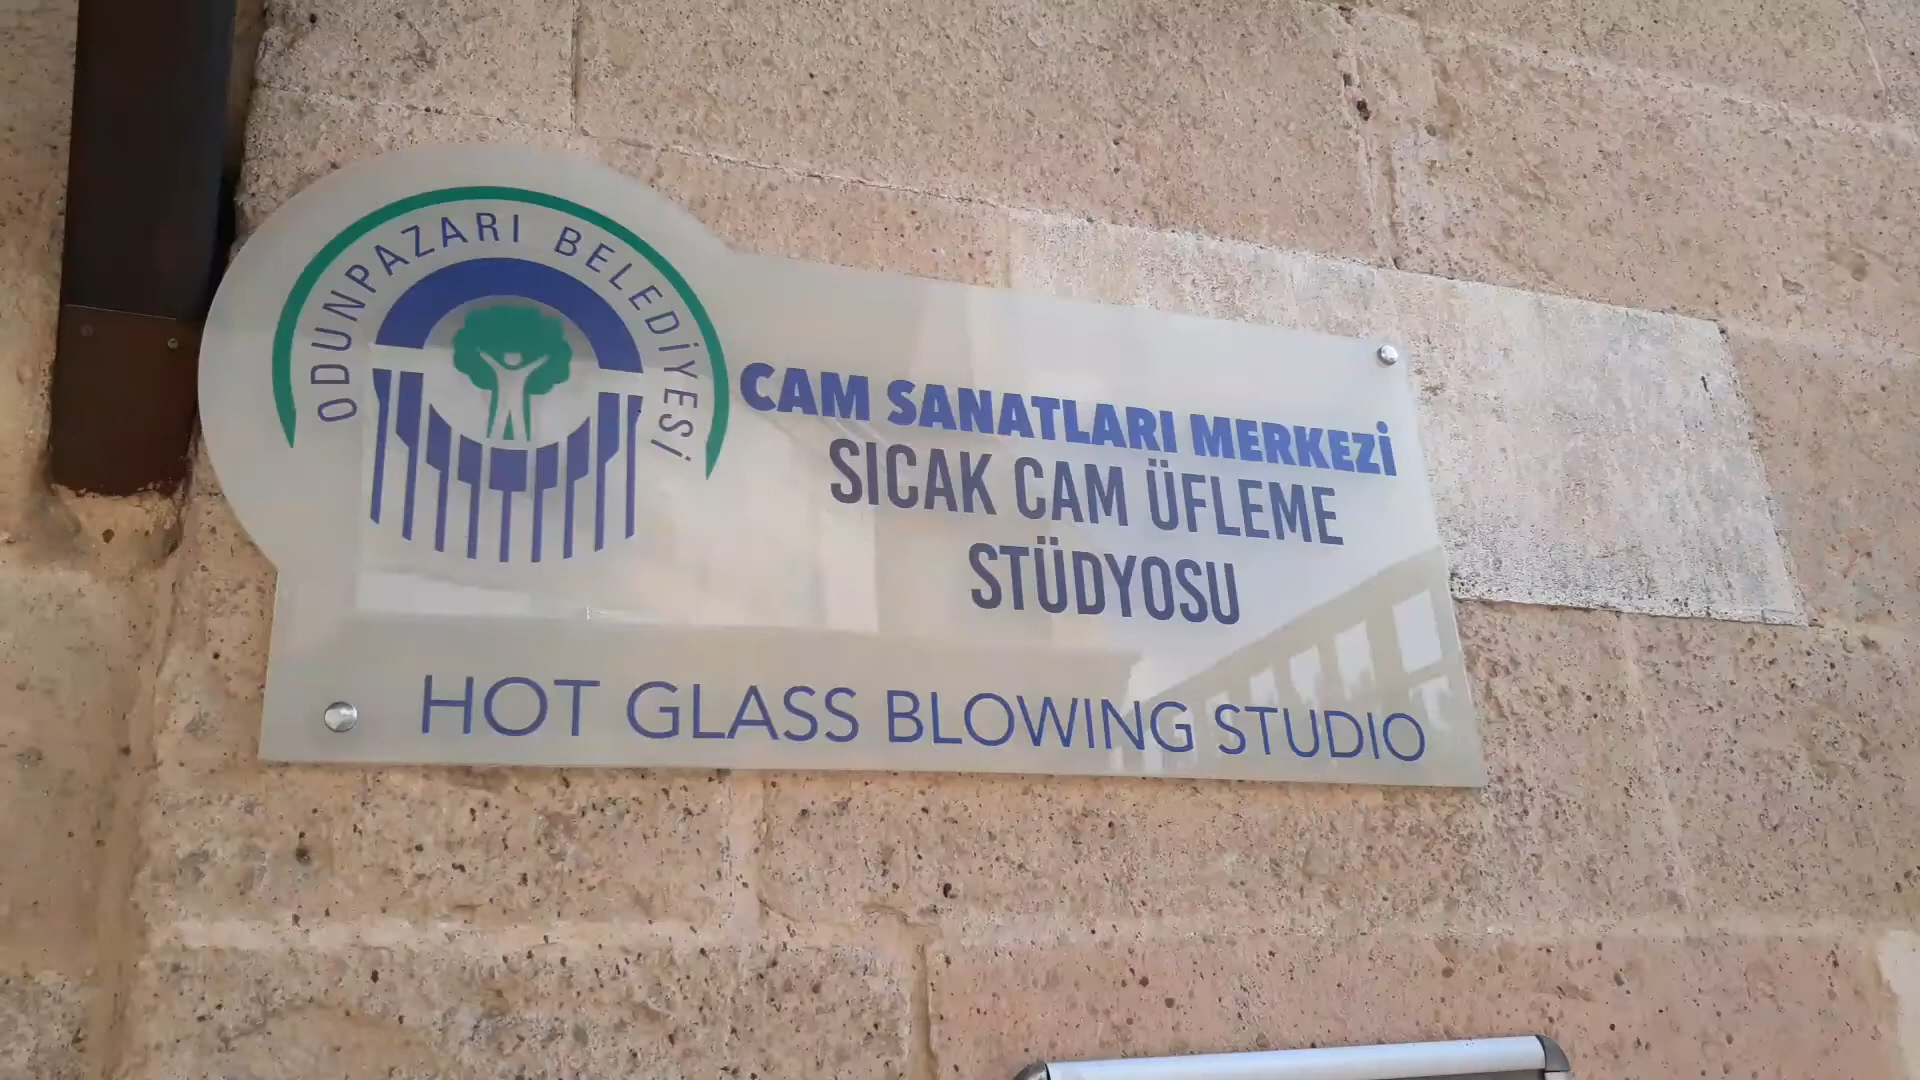 ODUNPAZARI BELEDİYESİ
CAM SANATLARI MERKEZİ
SICAK CAM ÜFLEME
STÜDYOSU
HOT GLASS BLOWING STUDIO